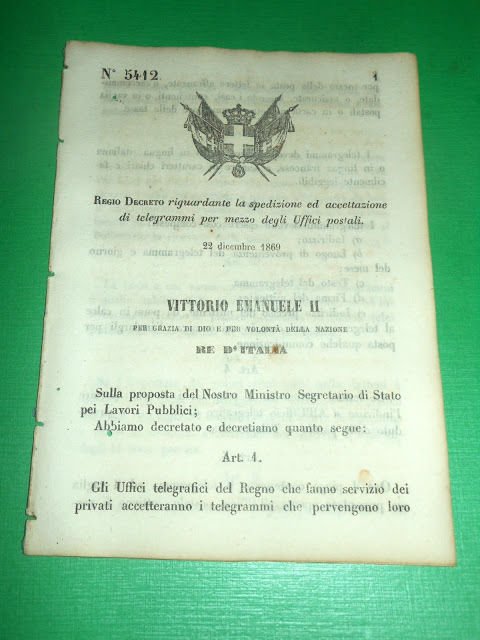 N° 5412.
1
REGIO DECRETO riguardante la spedizione ed accettazione
di telegrammi per mezzo degli Uffici postali.
22 dicembre 1869
VITTORIO EMANUELE II
PER GRAZIA DI DIO E PER VOLONTÀ DELLA NAZIONE
RE D'ITALIA
Sulla proposta del Nostro Ministro Segretario di Stato
pei Lavori Pubblici;
Abbiamo decretato e decretiamo quanto segue:
Art. 1.
Gli Uffici telegrafici del Regno che fanno servizio dei
privati accetteranno i telegrammi che pervengono loro